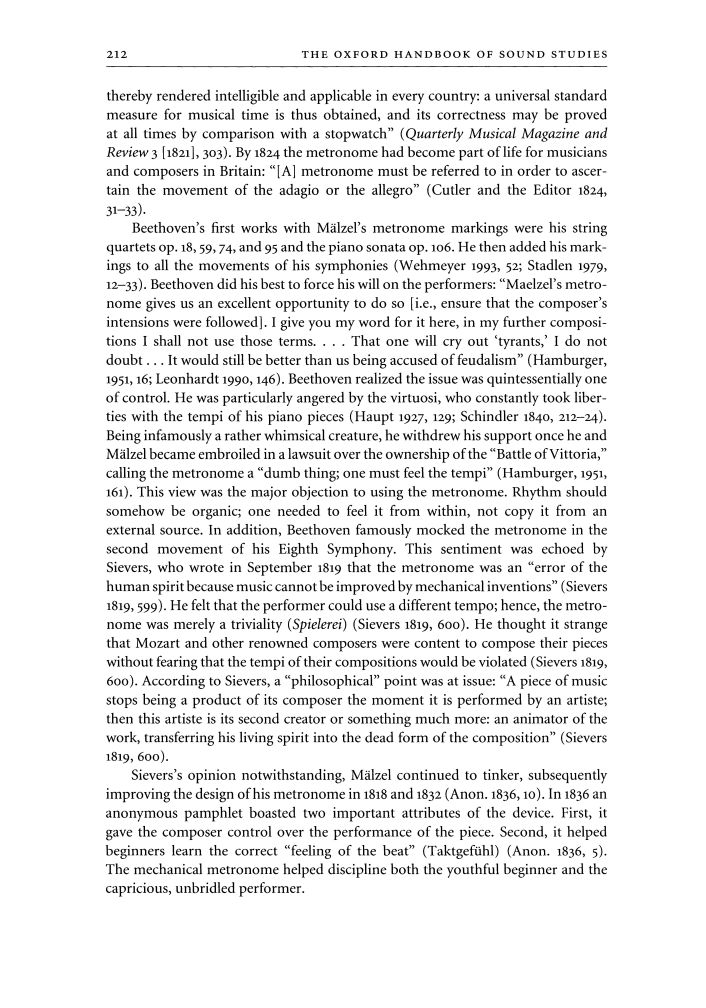 212 THE OXFORD HANDBOOK OF SOUND STUDIES
thereby rendered intelligible and applicable in every country: a universal standard
measure for musical time is thus obtained, and its correctness may be proved
at all times by comparison with a stopwatch” (Quarterly Musical Magazine and
Review 3 [1821], 303). By 1824 the metronome had become part of life for musicians
and composers in Britain: “[A] metronome must be referred to in order to ascer-
tain the movement of the adagio or the allegro” (Cutler and the Editor 1824,
31–33).
Beethoven’s first works with Mälzel’s metronome markings were his string
quartets op. 18, 59, 74, and 95 and the piano sonata op. 106. He then added his mark-
ings to all the movements of his symphonies (Wehmeyer 1993, 52; Stadlen 1979,
12–33). Beethoven did his best to force his will on the performers: “Maelzel’s metro-
nome gives us an excellent opportunity to do so [i.e., ensure that the composer’s
intensions were followed]. I give you my word for it here, in my further composi-
tions I shall not use those terms. . . . That one will cry out ‘tyrants,’ I do not
doubt . . . It would still be better than us being accused of feudalism” (Hamburger,
1951, 16; Leonhardt 1990, 146). Beethoven realized the issue was quintessentially one
of control. He was particularly angered by the virtuosi, who constantly took liber-
ties with the tempi of his piano pieces (Haupt 1927, 129; Schindler 1840, 212–24).
Being infamously a rather whimsical creature, he withdrew his support once he and
Mälzel became embroiled in a lawsuit over the ownership of the “Battle of Vittoria,”
calling the metronome a “dumb thing; one must feel the tempi” (Hamburger, 1951,
161). This view was the major objection to using the metronome. Rhythm should
somehow be organic; one needed to feel it from within, not copy it from an
external source. In addition, Beethoven famously mocked the metronome in the
second movement of his Eighth Symphony. This sentiment was echoed by
Sievers, who wrote in September 1819 that the metronome was an “error of the
human spirit because music cannot be improved by mechanical inventions” (Sievers
1819, 599). He felt that the performer could use a different tempo; hence, the metro-
nome was merely a triviality (Spielerei) (Sievers 1819, 600). He thought it strange
that Mozart and other renowned composers were content to compose their pieces
without fearing that the tempi of their compositions would be violated (Sievers 1819,
600). According to Sievers, a “philosophical” point was at issue: “A piece of music
stops being a product of its composer the moment it is performed by an artiste;
then this artiste is its second creator or something much more: an animator of the
work, transferring his living spirit into the dead form of the composition” (Sievers
1819, 600).
Sievers’s opinion notwithstanding, Mälzel continued to tinker, subsequently
improving the design of his metronome in 1818 and 1832 (Anon. 1836, 10). In 1836 an
anonymous pamphlet boasted two important attributes of the device. First, it
gave the composer control over the performance of the piece. Second, it helped
beginners learn the correct “feeling of the beat” (Taktgefühl) (Anon. 1836, 5).
The mechanical metronome helped discipline both the youthful beginner and the
capricious, unbridled performer.